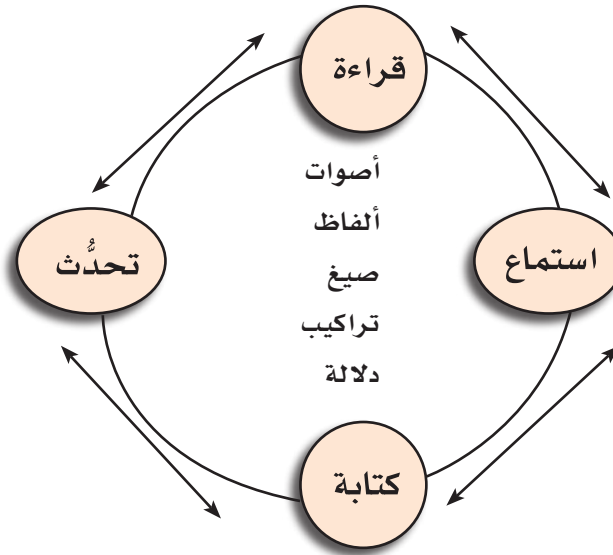 قراءة
أصوات
ألفاظ
استماع
تحدُّث
صيغ
تراكيب
دلالة
كتابة